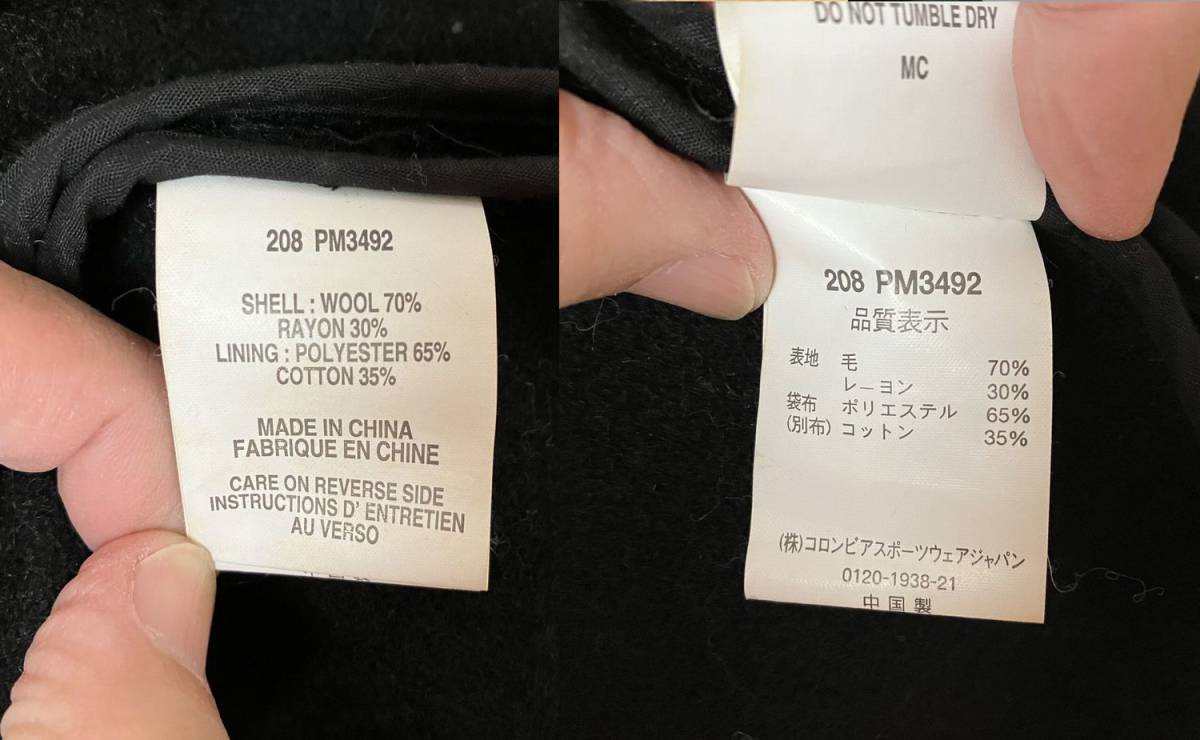 208 PM3492
SHELL : WOOL 70%
RAYON 30%
LINING : POLYESTER 65%
COTTON 35%
MADE IN CHINA
FABRIQUE EN CHINE
CARE ON REVERSE SIDE
INSTRUCTIONS D' ENTRETIEN
AU VERSO
DO NOT TUMBLE DRY
MC
208 PM3492
品質表示
表地 毛 70%
レーヨン 30%
袋布 ポリエステル 65%
(別布) コットン 35%
(株)コロンビアスポーツウェアジャパン
0120-1938-21
中国製